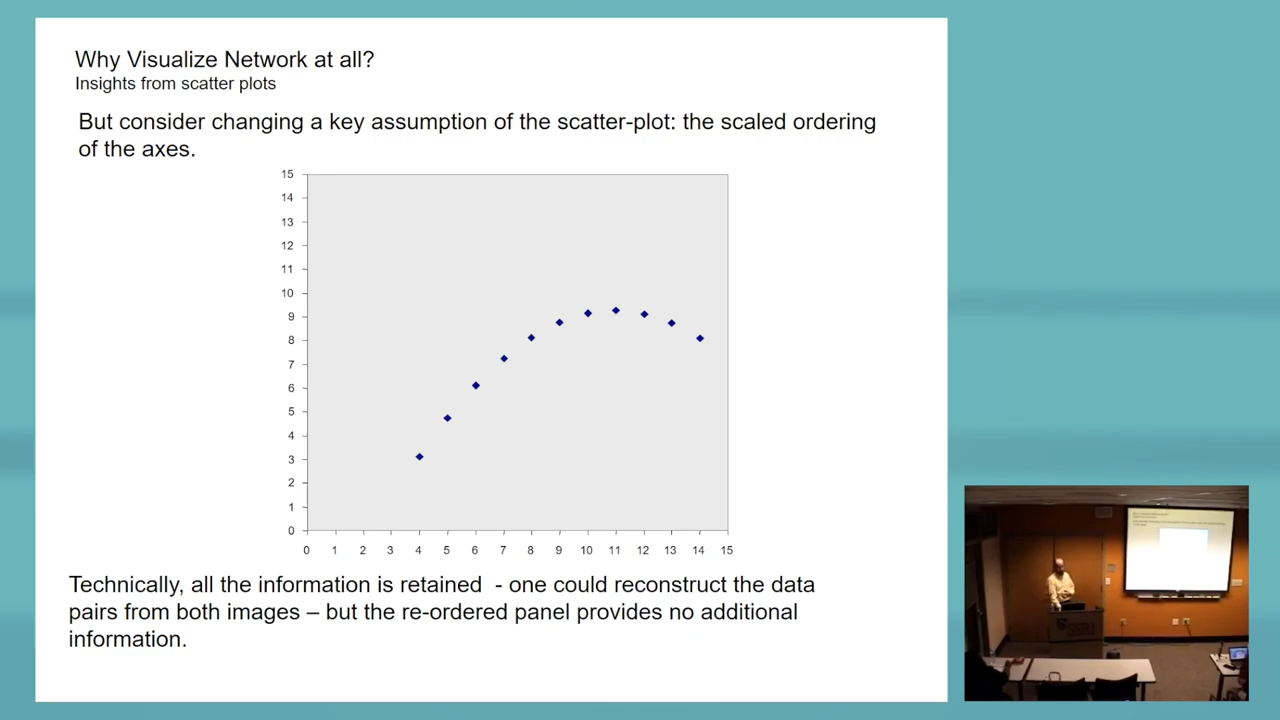 Why Visualize Network at all?
Insights from scatter plots
But consider changing a key assumption of the scatter-plot: the scaled ordering
of the axes.
15
14
13
12
11
10
9
8
7
6
5
4
3
2
1
0
0 1 2 3 4 5 6 7 8 9 10 11 12 13 14 15
Technically, all the information is retained - one could reconstruct the data
pairs from both images – but the re-ordered panel provides no additional
information.